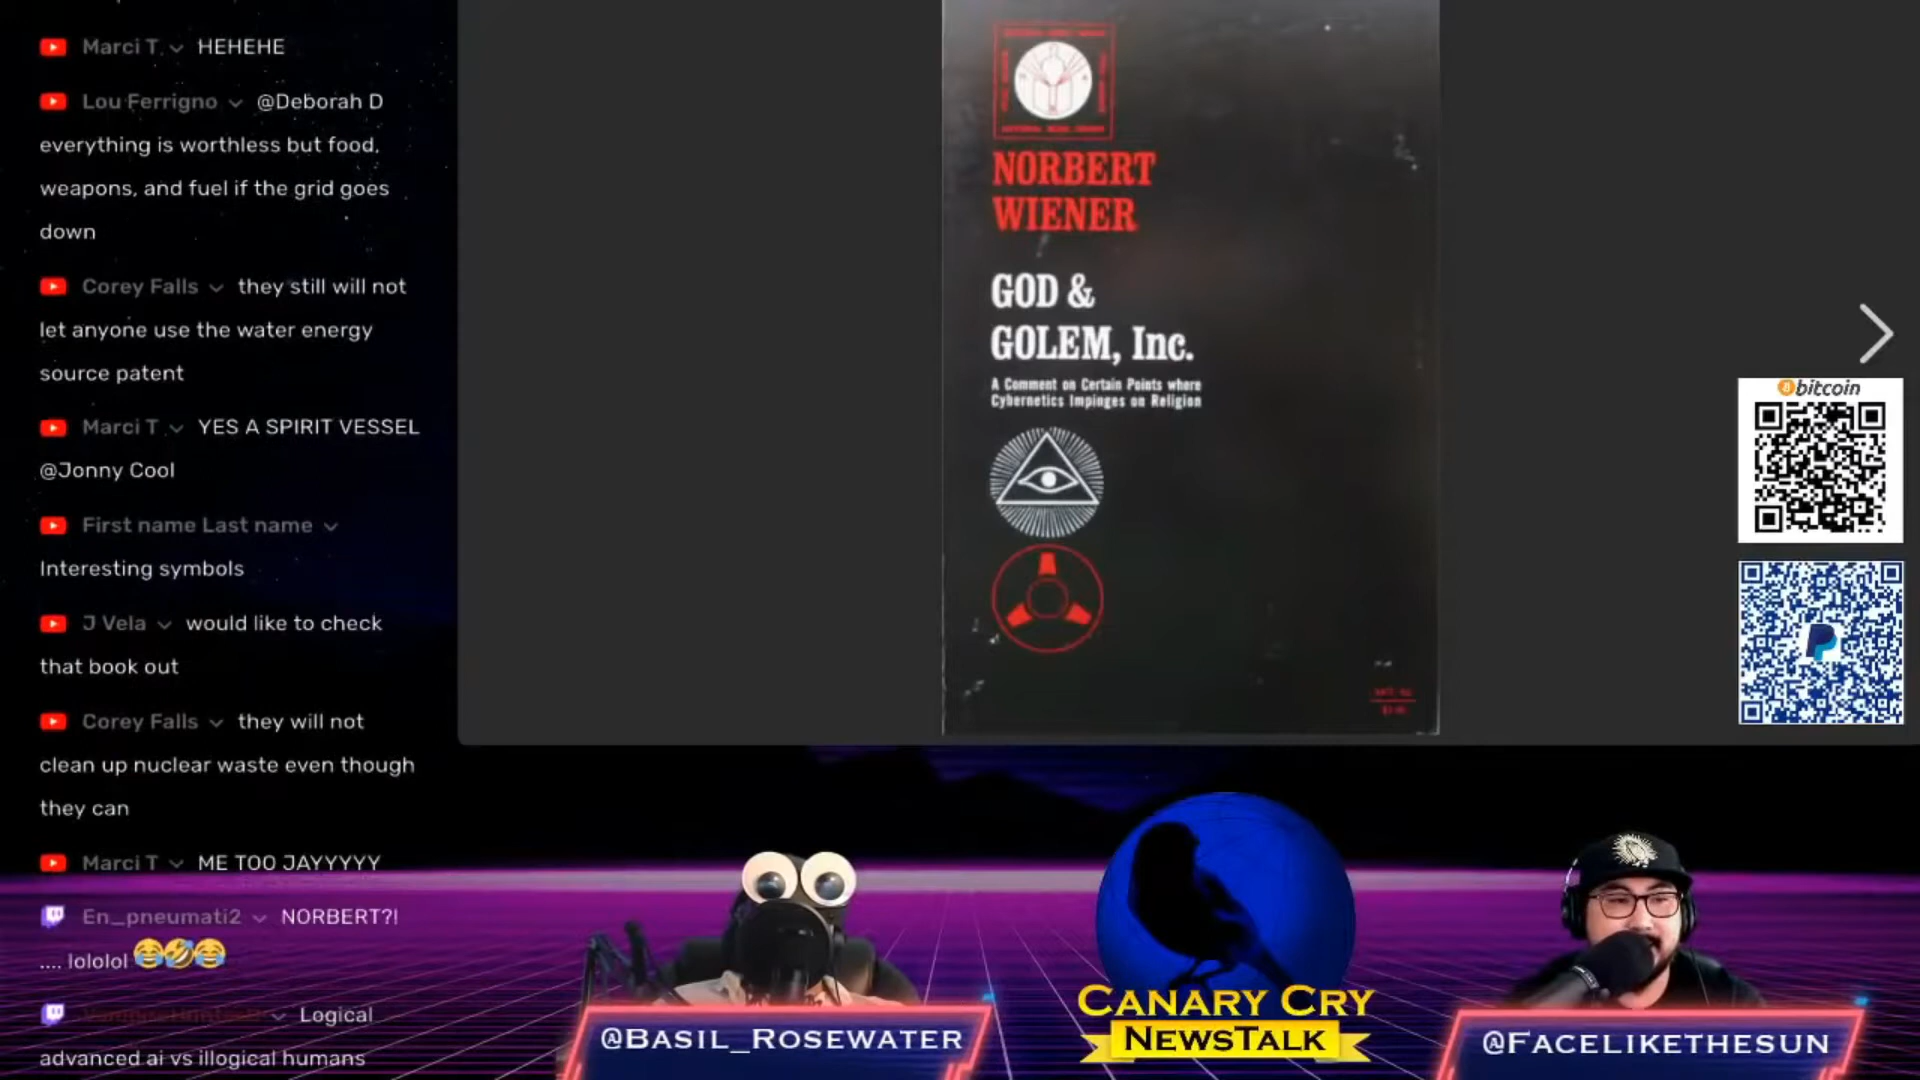 Marci T HEHEHE
Lou Ferrigno @Deborah D
everything is worthless but food,
weapons, and fuel if the grid goes
down
Corey Falls they still will not
let anyone use the water energy
source patent
Marci T YES A SPIRIT VESSEL
@Jonny Cool
First name Last name
Interesting symbols
J Vela would like to check
that book out
Corey Falls they will not
clean up nuclear waste even though
they can
Marci T ME TOO JAYYYYY
En_pneumati2 NORBERT?!
.... lololol 😂🤣😂
Logical
advanced ai vs illogical humans
NORBERT
WIENER
GOD &
GOLEM, Inc.
A Comment on Certain Points where
Cybernetics Impinges on Religion
bitcoin
@BASIL_ROSEWATER
CANARY CRY
NEWSTALK
@FACELIKETHESUN